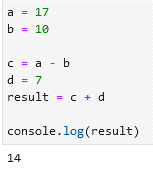 a = 17
b = 10
c = a - b
d = 7
result = c + d
console.log(result)
14